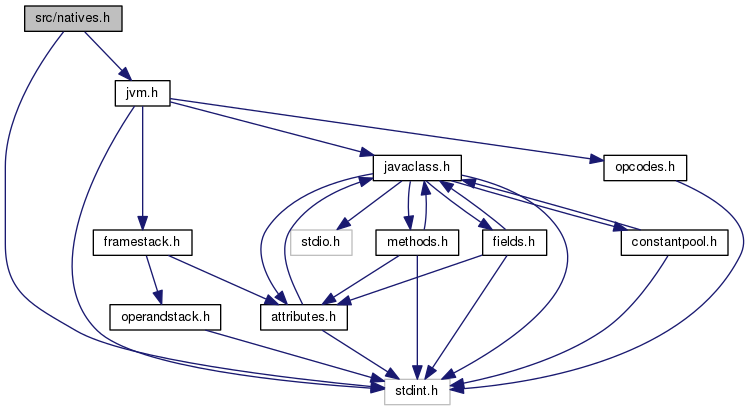 src/natives.h
jvm.h
javaclass.h
opcodes.h
framestack.h
stdio.h
methods.h
fields.h
constantpool.h
operandstack.h
attributes.h
stdint.h